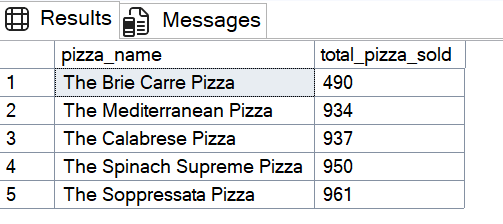 Results Messages
pizza_name total_pizza_sold
1 The Brie Carre Pizza 490
2 The Mediterranean Pizza 934
3 The Calabrese Pizza 937
4 The Spinach Supreme Pizza 950
5 The Soppressata Pizza 961